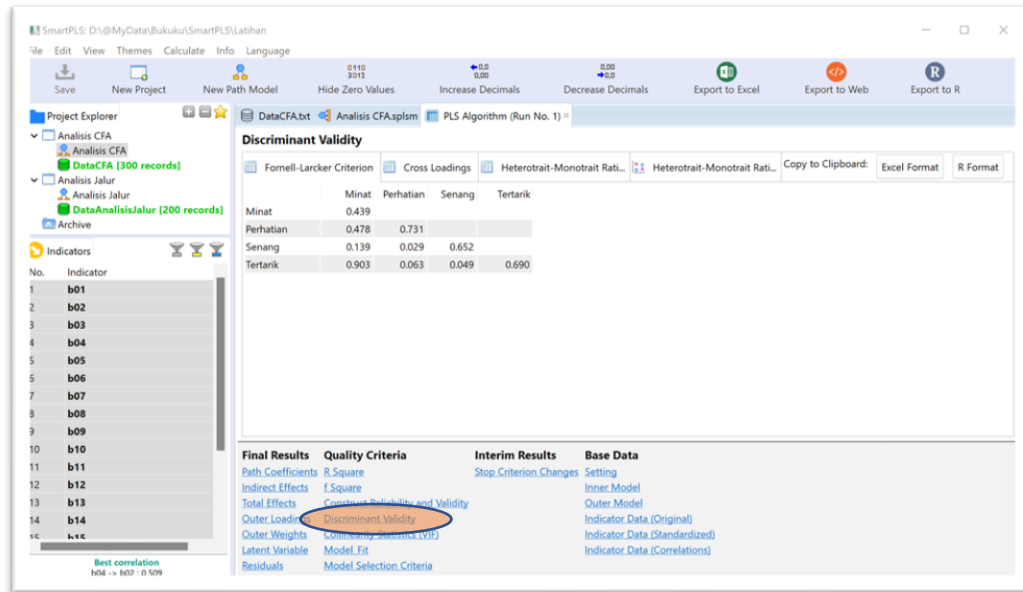 SmartPLS: D:\@MyData\Bukuku\SmartPLS\Latihan
File Edit View Themes Calculate Info Language
Save New Project New Path Model Hide Zero Values Increase Decimals Decrease Decimals Export to Excel Export to Web Export to R
Project Explorer
Analisis CFA
Analisis CFA
DataCFA [300 records]
Analisis Jalur
Analisis Jalur
DataAnalisisJalur [200 records]
Archive
Indicators
No. Indicator
1 b01
2 b02
3 b03
4 b04
5 b05
6 b06
7 b07
8 b08
9 b09
10 b10
11 b11
12 b12
13 b13
14 b14
15 b15
Best correlation
b04 -> b02 : 0.509
DataCFA.txt Analisis CFA.splsm PLS Algorithm (Run No. 1)
Discriminant Validity
Fornell-Larcker Criterion Cross Loadings Heterotrait-Monotrait Rati... Heterotrait-Monotrait Rati... Copy to Clipboard: Excel Format R Format
Minat Perhatian Senang Tertarik
Minat 0.439
Perhatian 0.478 0.731
Senang 0.139 0.029 0.652
Tertarik 0.903 0.063 0.049 0.690
Final Results Quality Criteria Interim Results Base Data
Path Coefficients R Square Stop Criterion Changes Setting
Indirect Effects f Square Inner Model
Total Effects Construct Reliability and Validity Outer Model
Outer Loadings Discriminant Validity Indicator Data (Original)
Outer Weights Collinearity Statistics (VIF) Indicator Data (Standardized)
Latent Variable Model_Fit Indicator Data (Correlations)
Residuals Model Selection Criteria